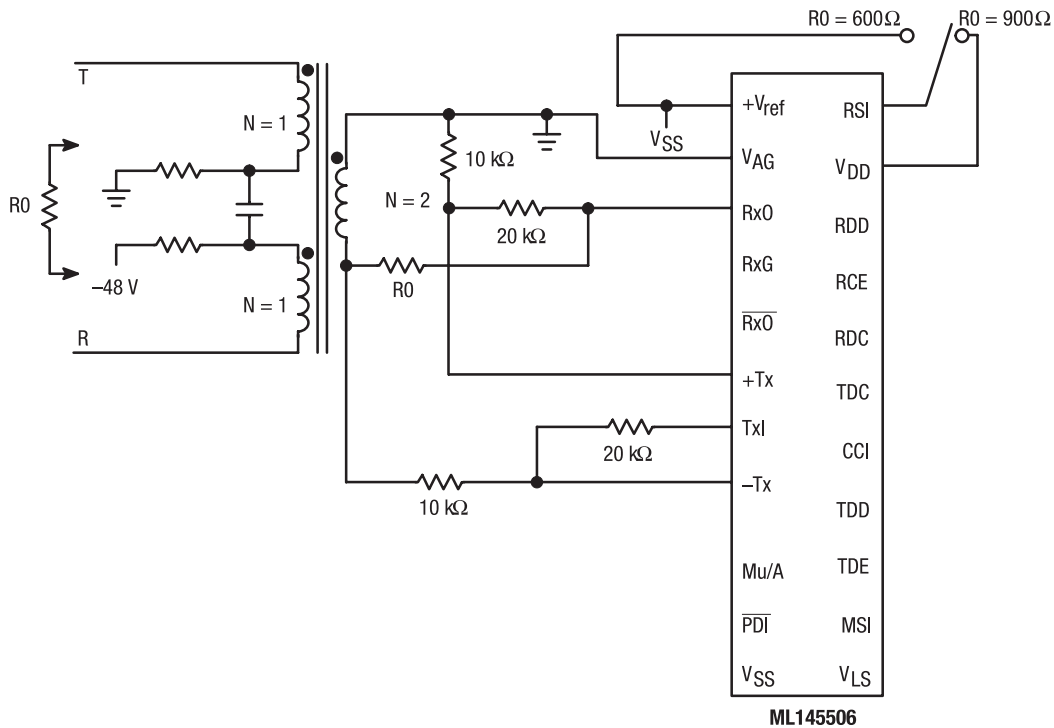 R0 = 600Ω
R0 = 900Ω
T
N = 1
+Vref
RSI
VSS
10 kΩ
VAG
VDD
R0
N = 2
RxO
RDD
20 kΩ
RxG
RCE
–48 V
R0
N = 1
RxO
RDC
R
+Tx
TDC
TxI
CCI
20 kΩ
–Tx
10 kΩ
TDD
Mu/A
TDE
PDI
MSI
VSS
VLS
ML145506